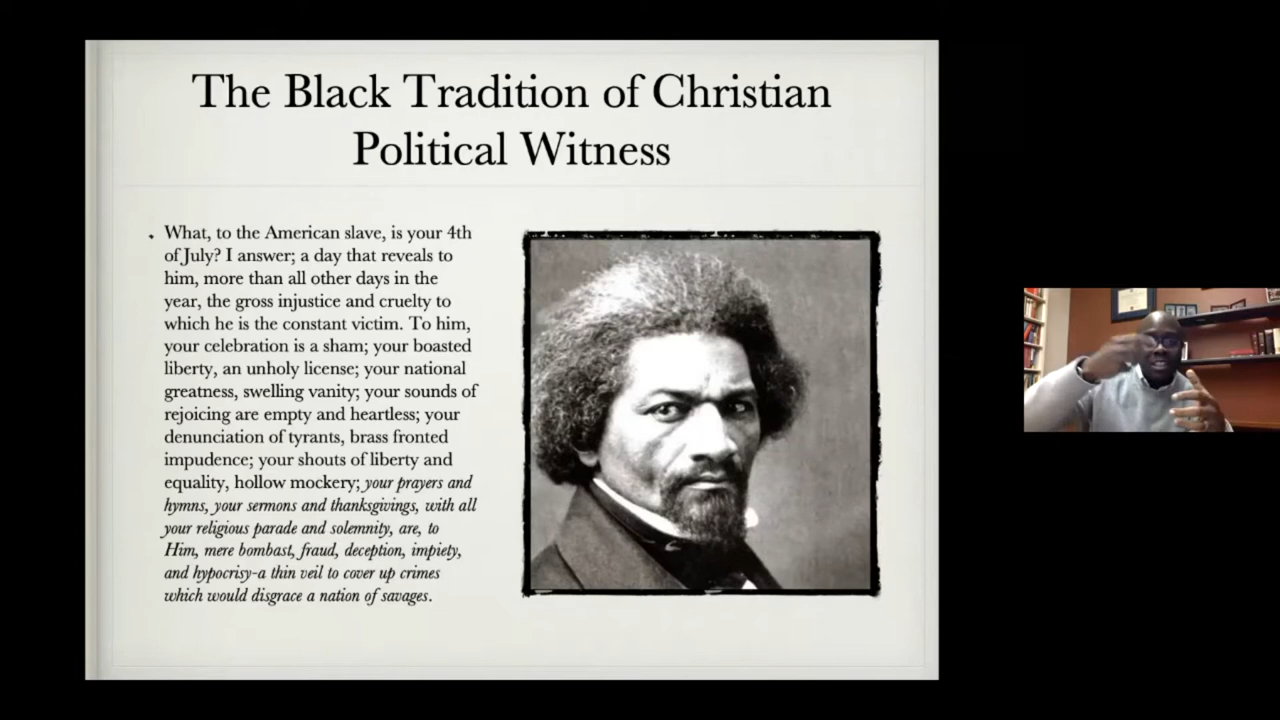 The Black Tradition of Christian
Political Witness
• What, to the American slave, is your 4th
of July? I answer; a day that reveals to
him, more than all other days in the
year, the gross injustice and cruelty to
which he is the constant victim. To him,
your celebration is a sham; your boasted
liberty, an unholy license; your national
greatness, swelling vanity; your sounds of
rejoicing are empty and heartless; your
denunciation of tyrants, brass fronted
impudence; your shouts of liberty and
equality, hollow mockery; your prayers and
hymns, your sermons and thanksgivings, with all
your religious parade and solemnity, are, to
Him, mere bombast, fraud, deception, impiety,
and hypocrisy-a thin veil to cover up crimes
which would disgrace a nation of savages.